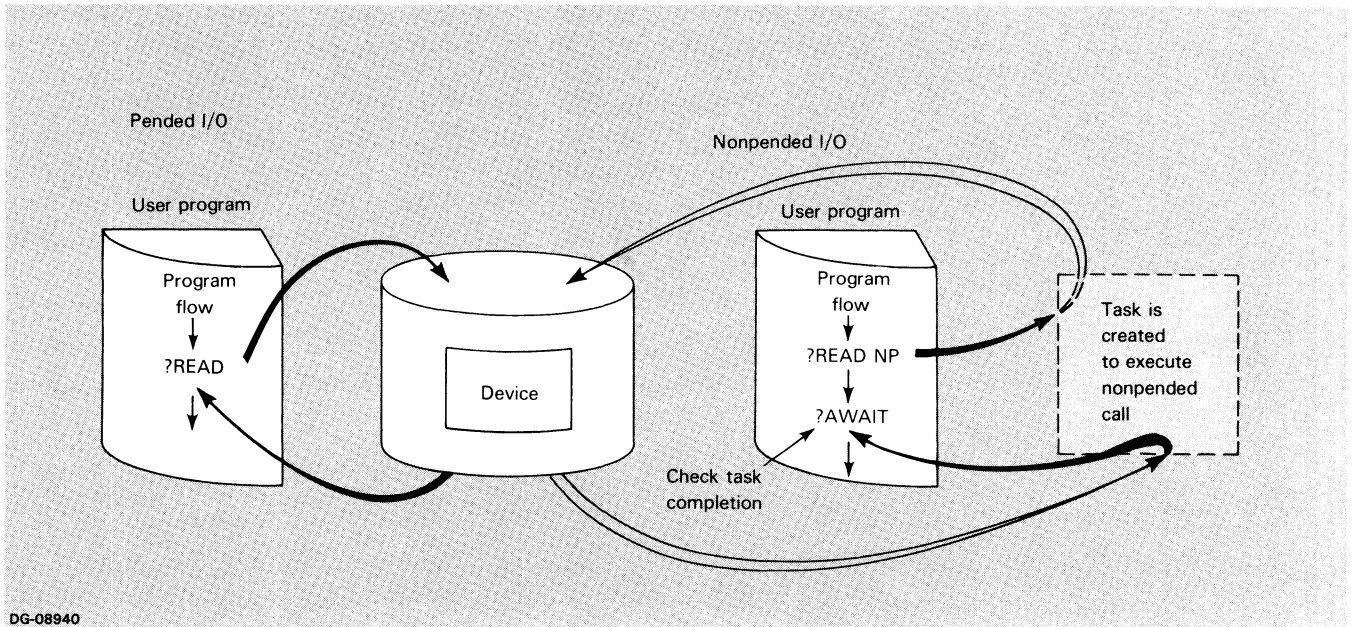 Pended I/O
User program
Program
flow
?READ
Device
Nonpended I/O
User program
Program
flow
?READ NP
?AWAIT
Check task
completion
Task is
created
to execute
nonpended
call
DG-08940